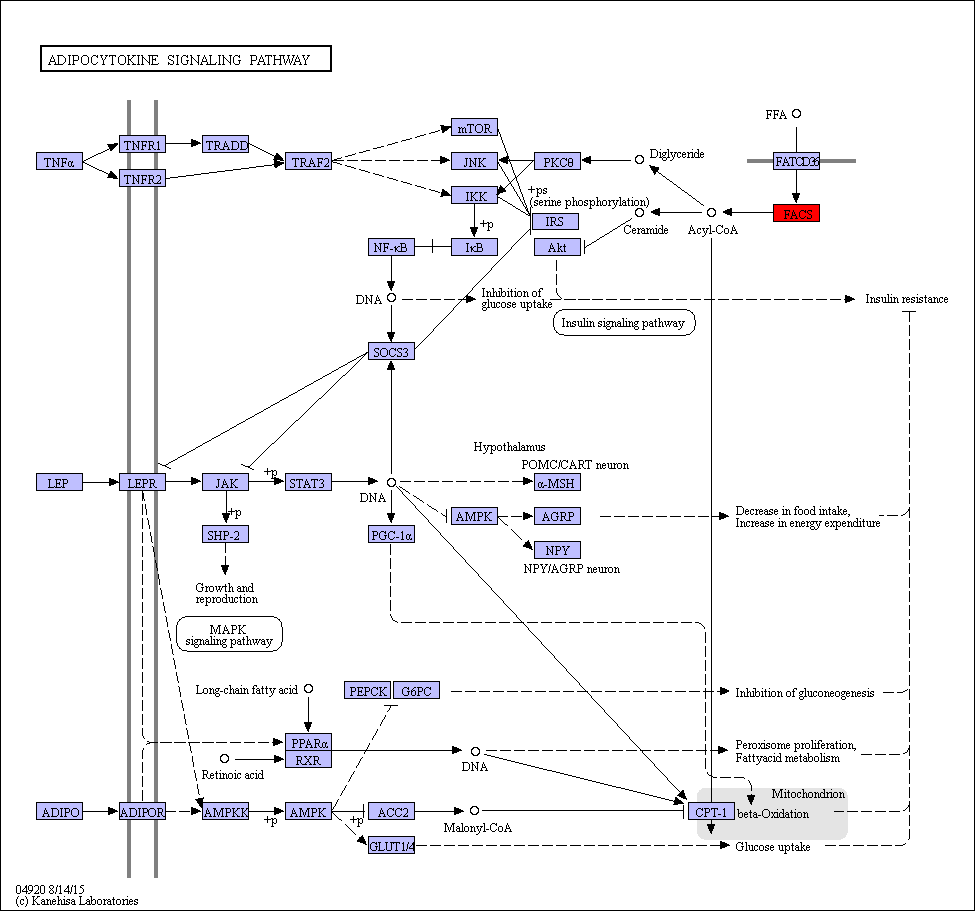 ADIPOCYTOKINE SIGNALING PATHWAY
FFA
mTOR
TNFα
TNFR1
TRADD
TRAF2
JNK
PKCθ
Diglyceride
FATCD36
TNFR2
IKK
+ps
(serine phosphorylation)
+p
IRS
Ceramide
Acyl-CoA
FACS
NF-κB
IκB
Akt
DNA
Inhibition of
glucose uptake
Insulin resistance
Insulin signaling pathway
SOCS3
Hypothalamus
POMC/CART neuron
LEP
LEPR
JAK
+p
STAT3
DNA
α-MSH
+p
AMPK
AGRP
Decrease in food intake,
Increase in energy expenditure
SHP-2
PGC-1α
NPY
NPY/AGRP neuron
Growth and
reproduction
MAPK
signaling pathway
Long-chain fatty acid
PEPCK
G6PC
Inhibition of gluconeogenesis
PPARα
RXR
Retinoic acid
DNA
Peroxisome proliferation,
Fattyacid metabolism
Mitochondrion
ADIPO
ADIPOR
AMPKK
+p
AMPK
+p
ACC2
Malonyl-CoA
CPT-1
beta-Oxidation
GLUT1/4
Glucose uptake
04920 8/14/15
(c) Kanehisa Laboratories